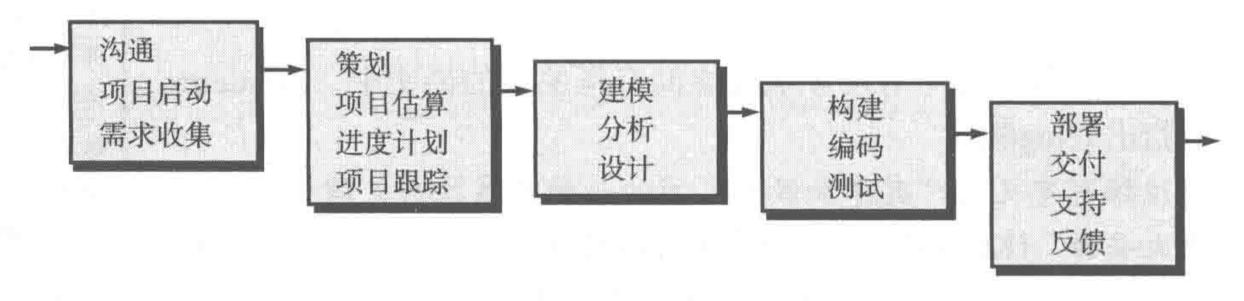 沟通
项目启动
需求收集
策划
项目估算
进度计划
项目跟踪
建模
分析
设计
构建
编码
测试
部署
交付
支持
反馈